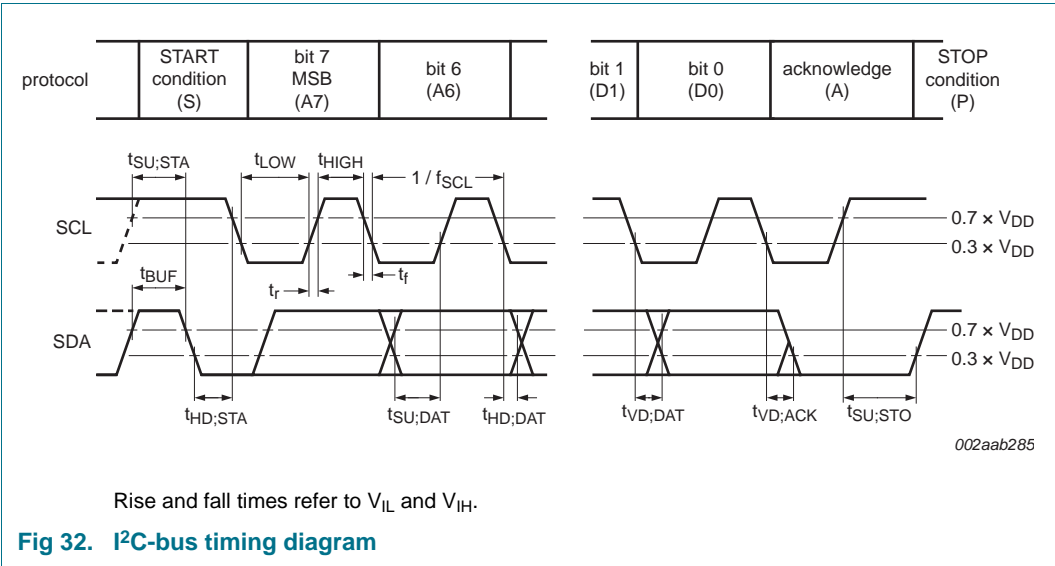 protocol
START
condition
(S)
bit 7
MSB
(A7)
bit 6
(A6)
bit 1
(D1)
bit 0
(D0)
acknowledge
(A)
STOP
condition
(P)
tSU;STA
tLOW
tHIGH
1 / fSCL
SCL
0.7 × VDD
0.3 × VDD
tBUF
tr
tf
SDA
0.7 × VDD
0.3 × VDD
tHD;STA
tSU;DAT
tHD;DAT
tVD;DAT
tVD;ACK
tSU;STO
002aab285
Rise and fall times refer to VIL and VIH.
Fig 32. I²C-bus timing diagram